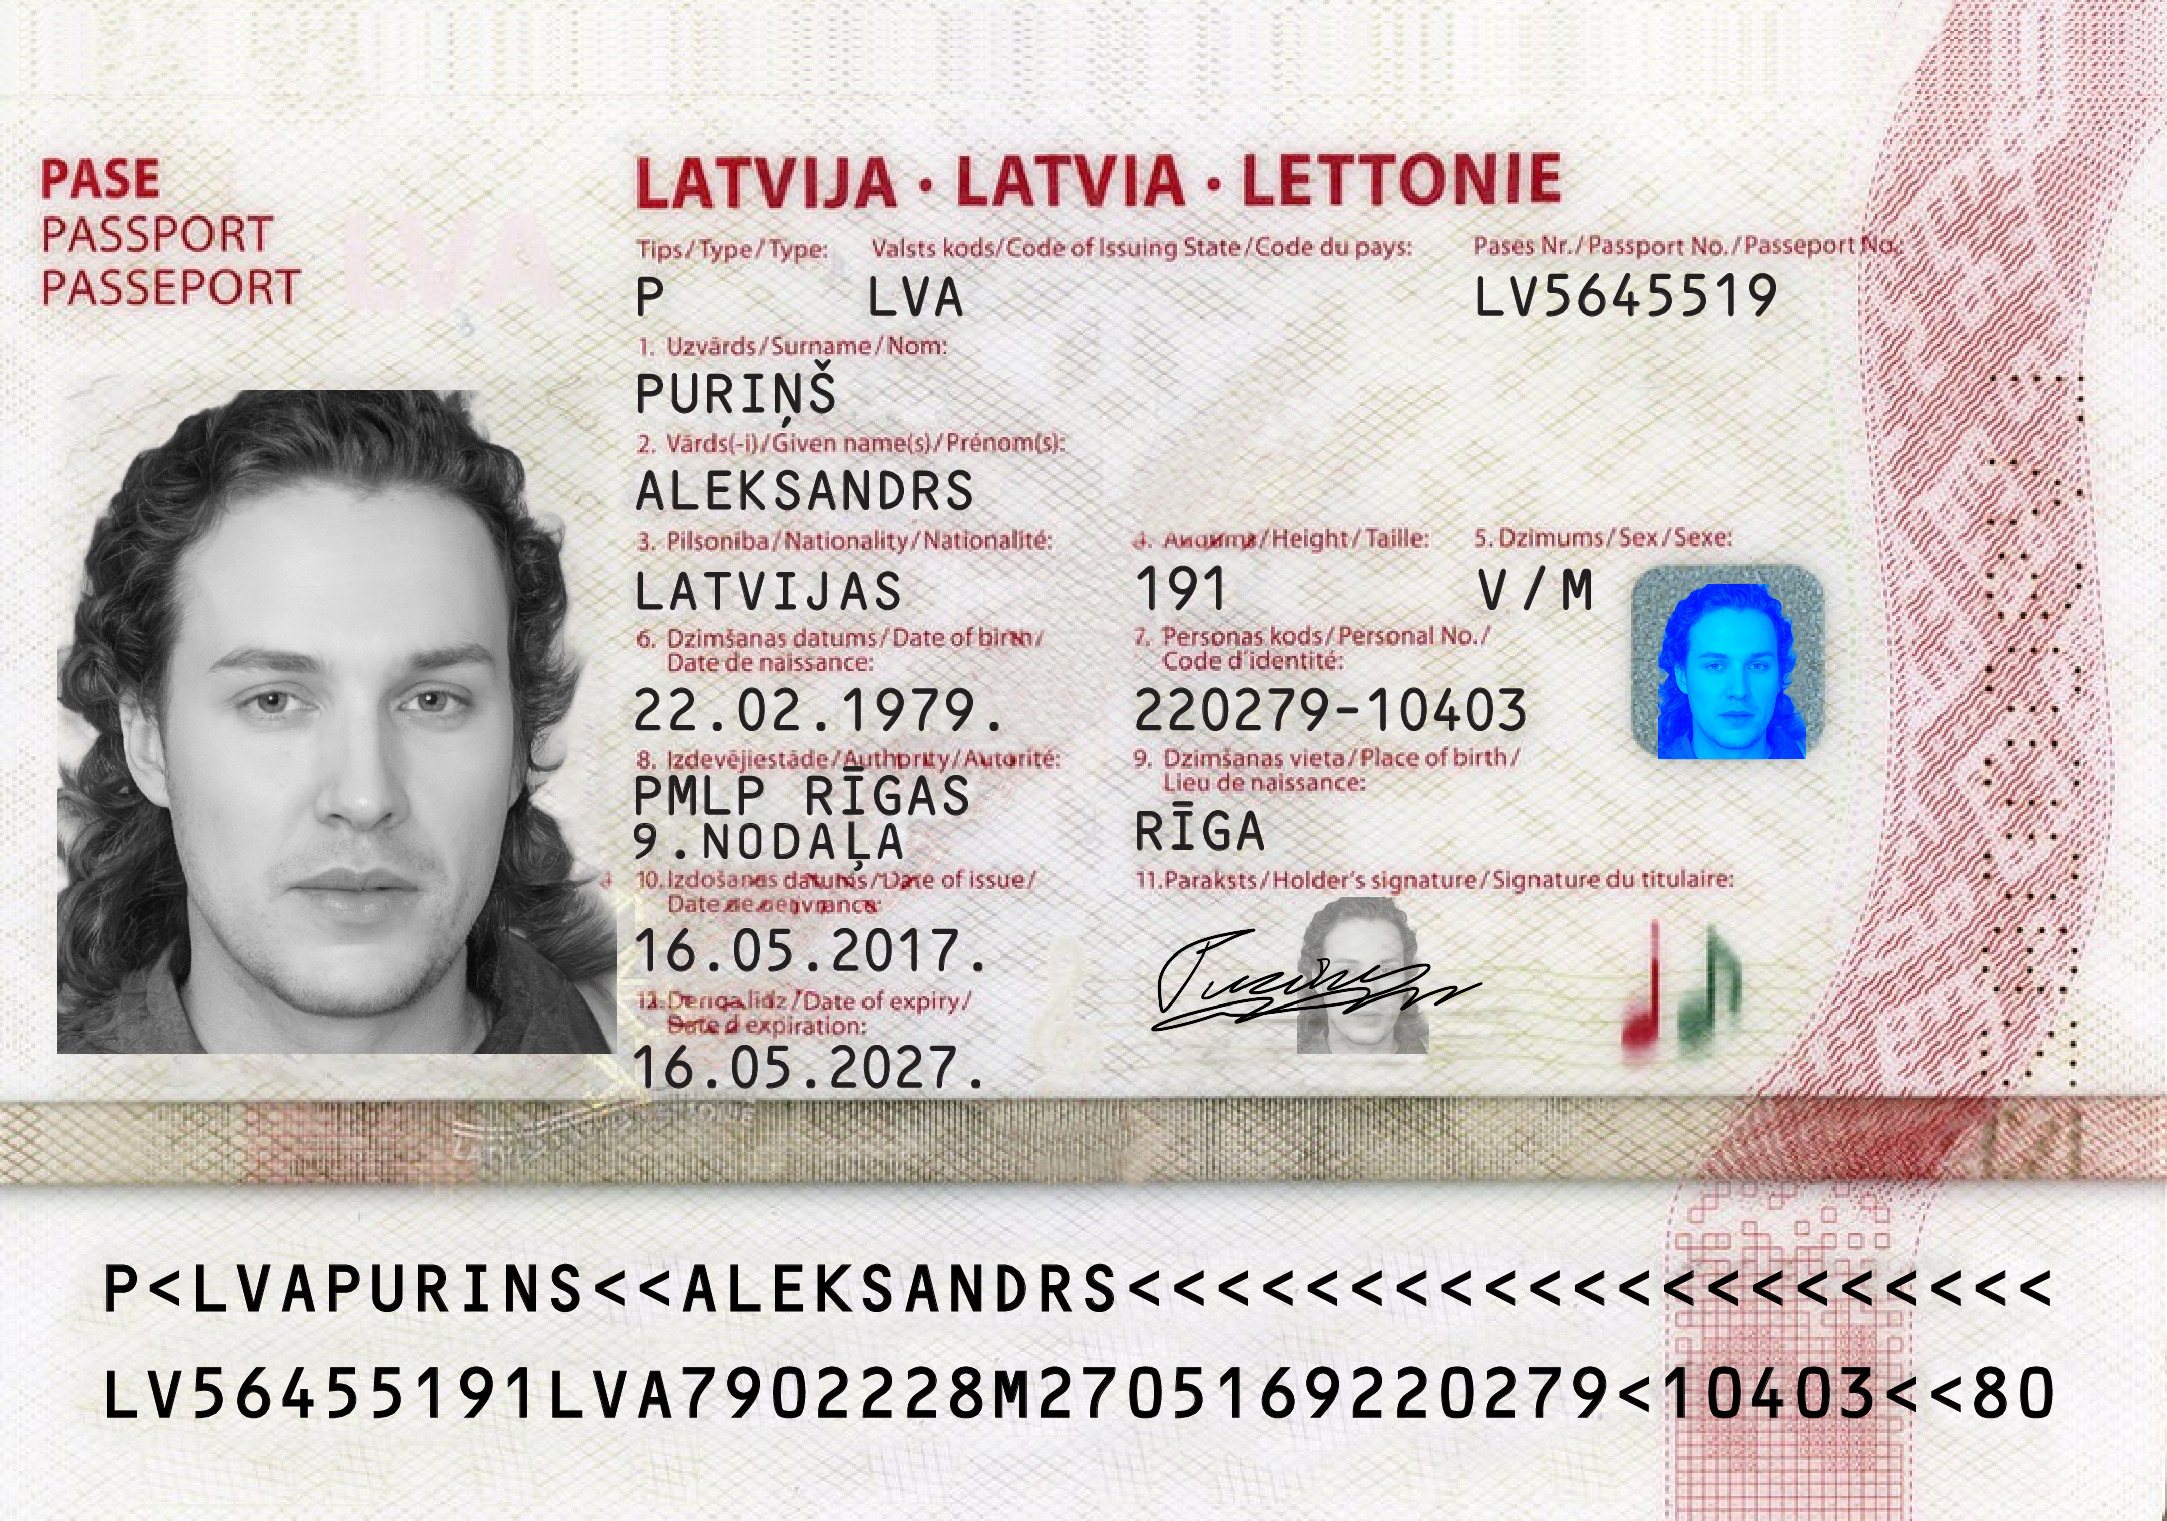 PASE
PASSPORT
PASSEPORT
LVA
LATVIJA · LATVIA · LETTONIE
Tips/Type/Type: Valsts kods/Code of Issuing State/Code du pays: Pases Nr./Passport No./Passeport No.:
P LVA LV5645519
1. Uzvārds/Surname/Nom:
PURIŅŠ
2. Vārds(-i)/Given name(s)/Prénom(s):
ALEKSANDRS
3. Pilsonība/Nationality/Nationalité: 4. Augums/Height/Taille: 5. Dzimums/Sex/Sexe:
LATVIJAS 191 V/M
6. Dzimšanas datums/Date of birth/ 7. Personas kods/Personal No./
Date de naissance: Code d'identité:
22.02.1979. 220279-10403
8. Izdevējiestāde/Authority/Autorité: 9. Dzimšanas vieta/Place of birth/
Lieu de naissance:
PMLP RĪGAS
9.NODAĻA RĪGA
10. Izdošanas datums/Date of issue/ 11. Paraksts/Holder's signature/Signature du titulaire:
Date de
16.05.2017.
12. Derīga līdz/Date of expiry/
Date d'expiration:
16.05.2027.
P<LVAPURINS<<ALEKSANDRS<<<<<<<<<<<<<<<<<<<<<
LV56455191LVA7902228M2705169220279<10403<<80